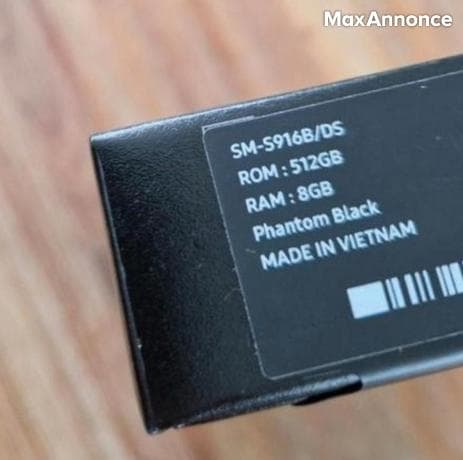 MaxAnnonce
SM-S916B/DS
ROM : 512GB
RAM : 8GB
Phantom Black
MADE IN VIETNAM